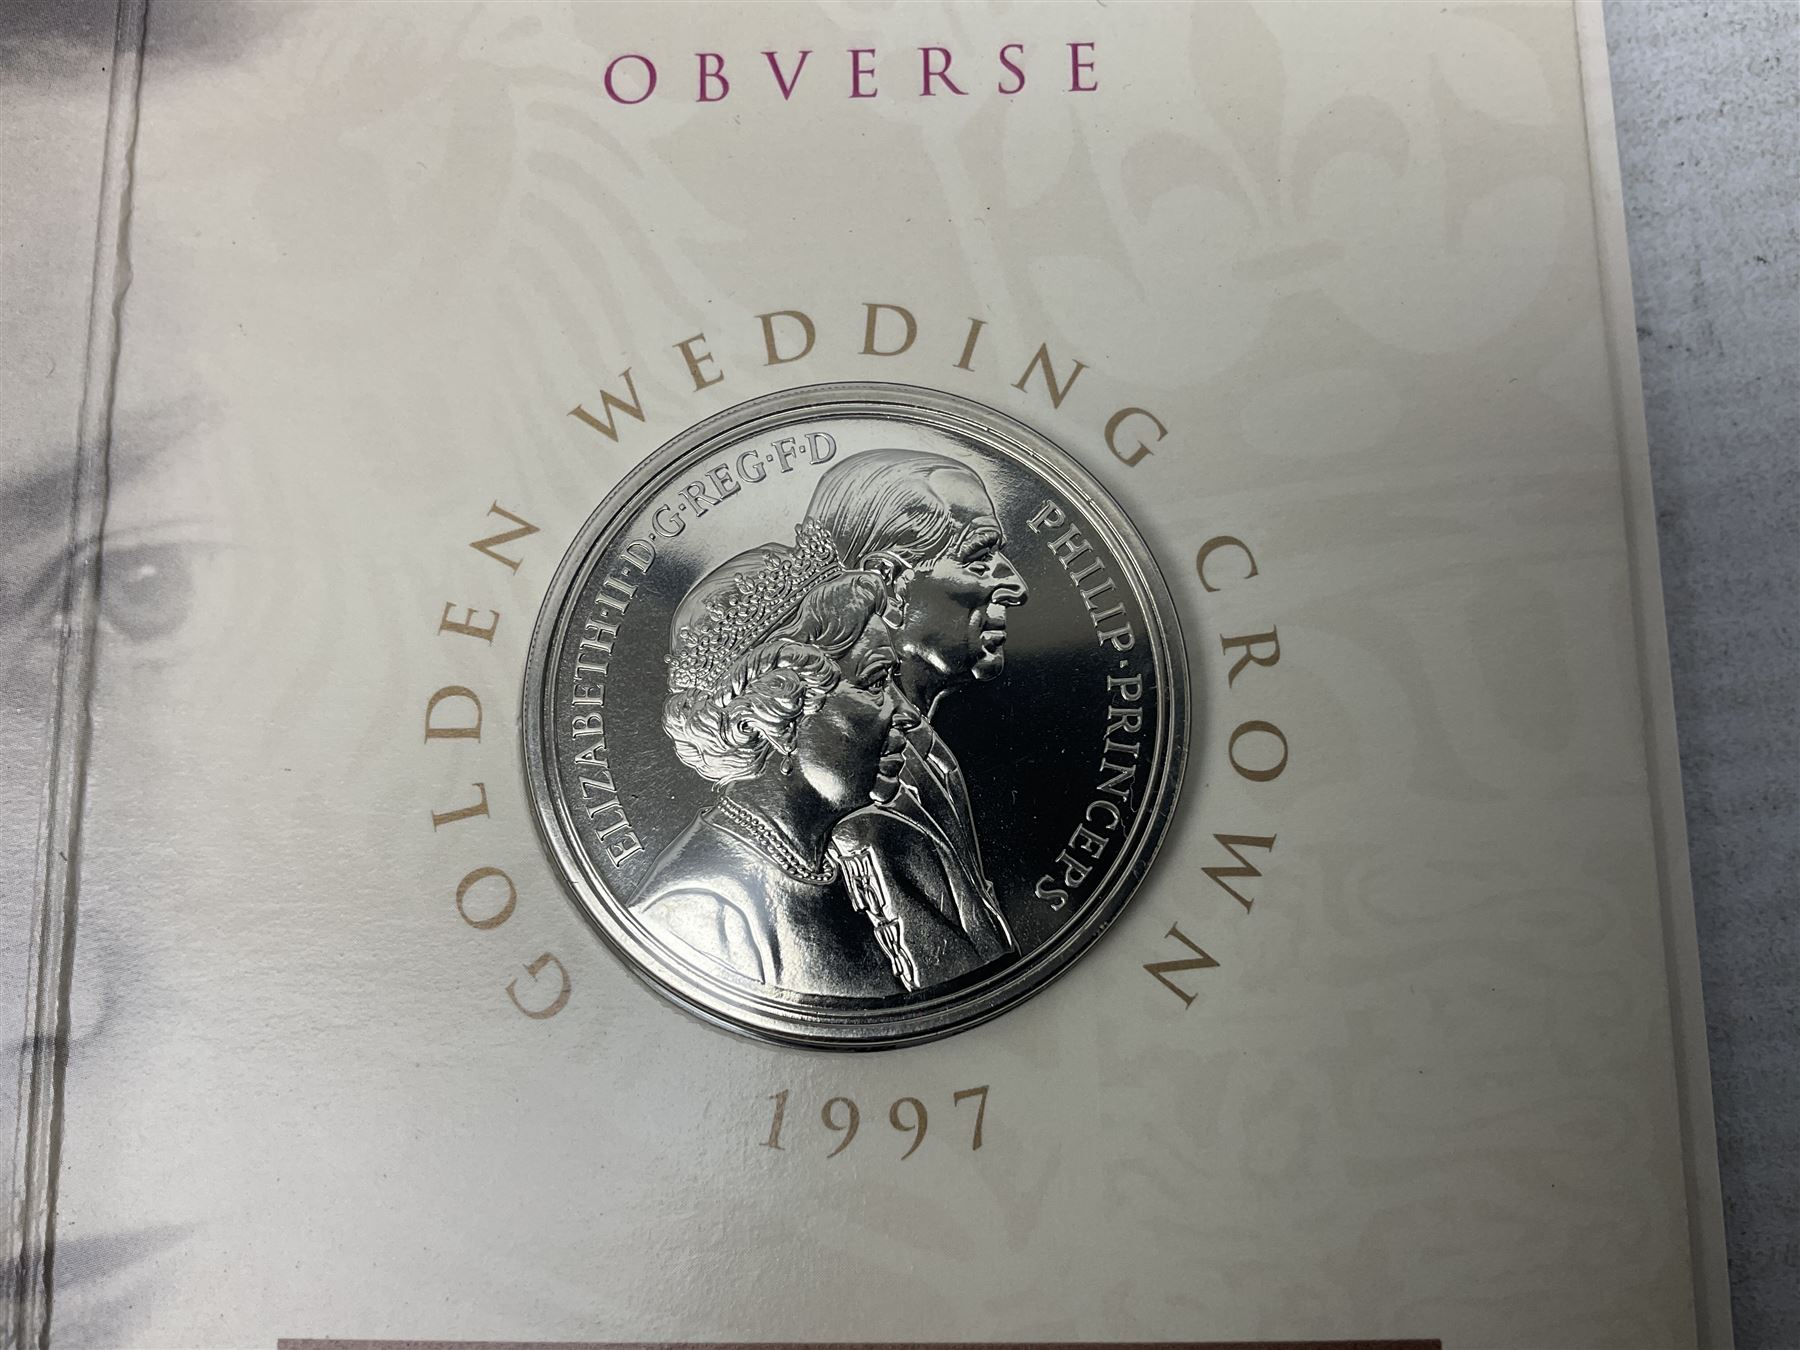 OBVERSE
GOLDEN WEDDING CROWN
ELIZABETH·II·D·G·REG·F·D
PHILIP·PRINCEPS
1997